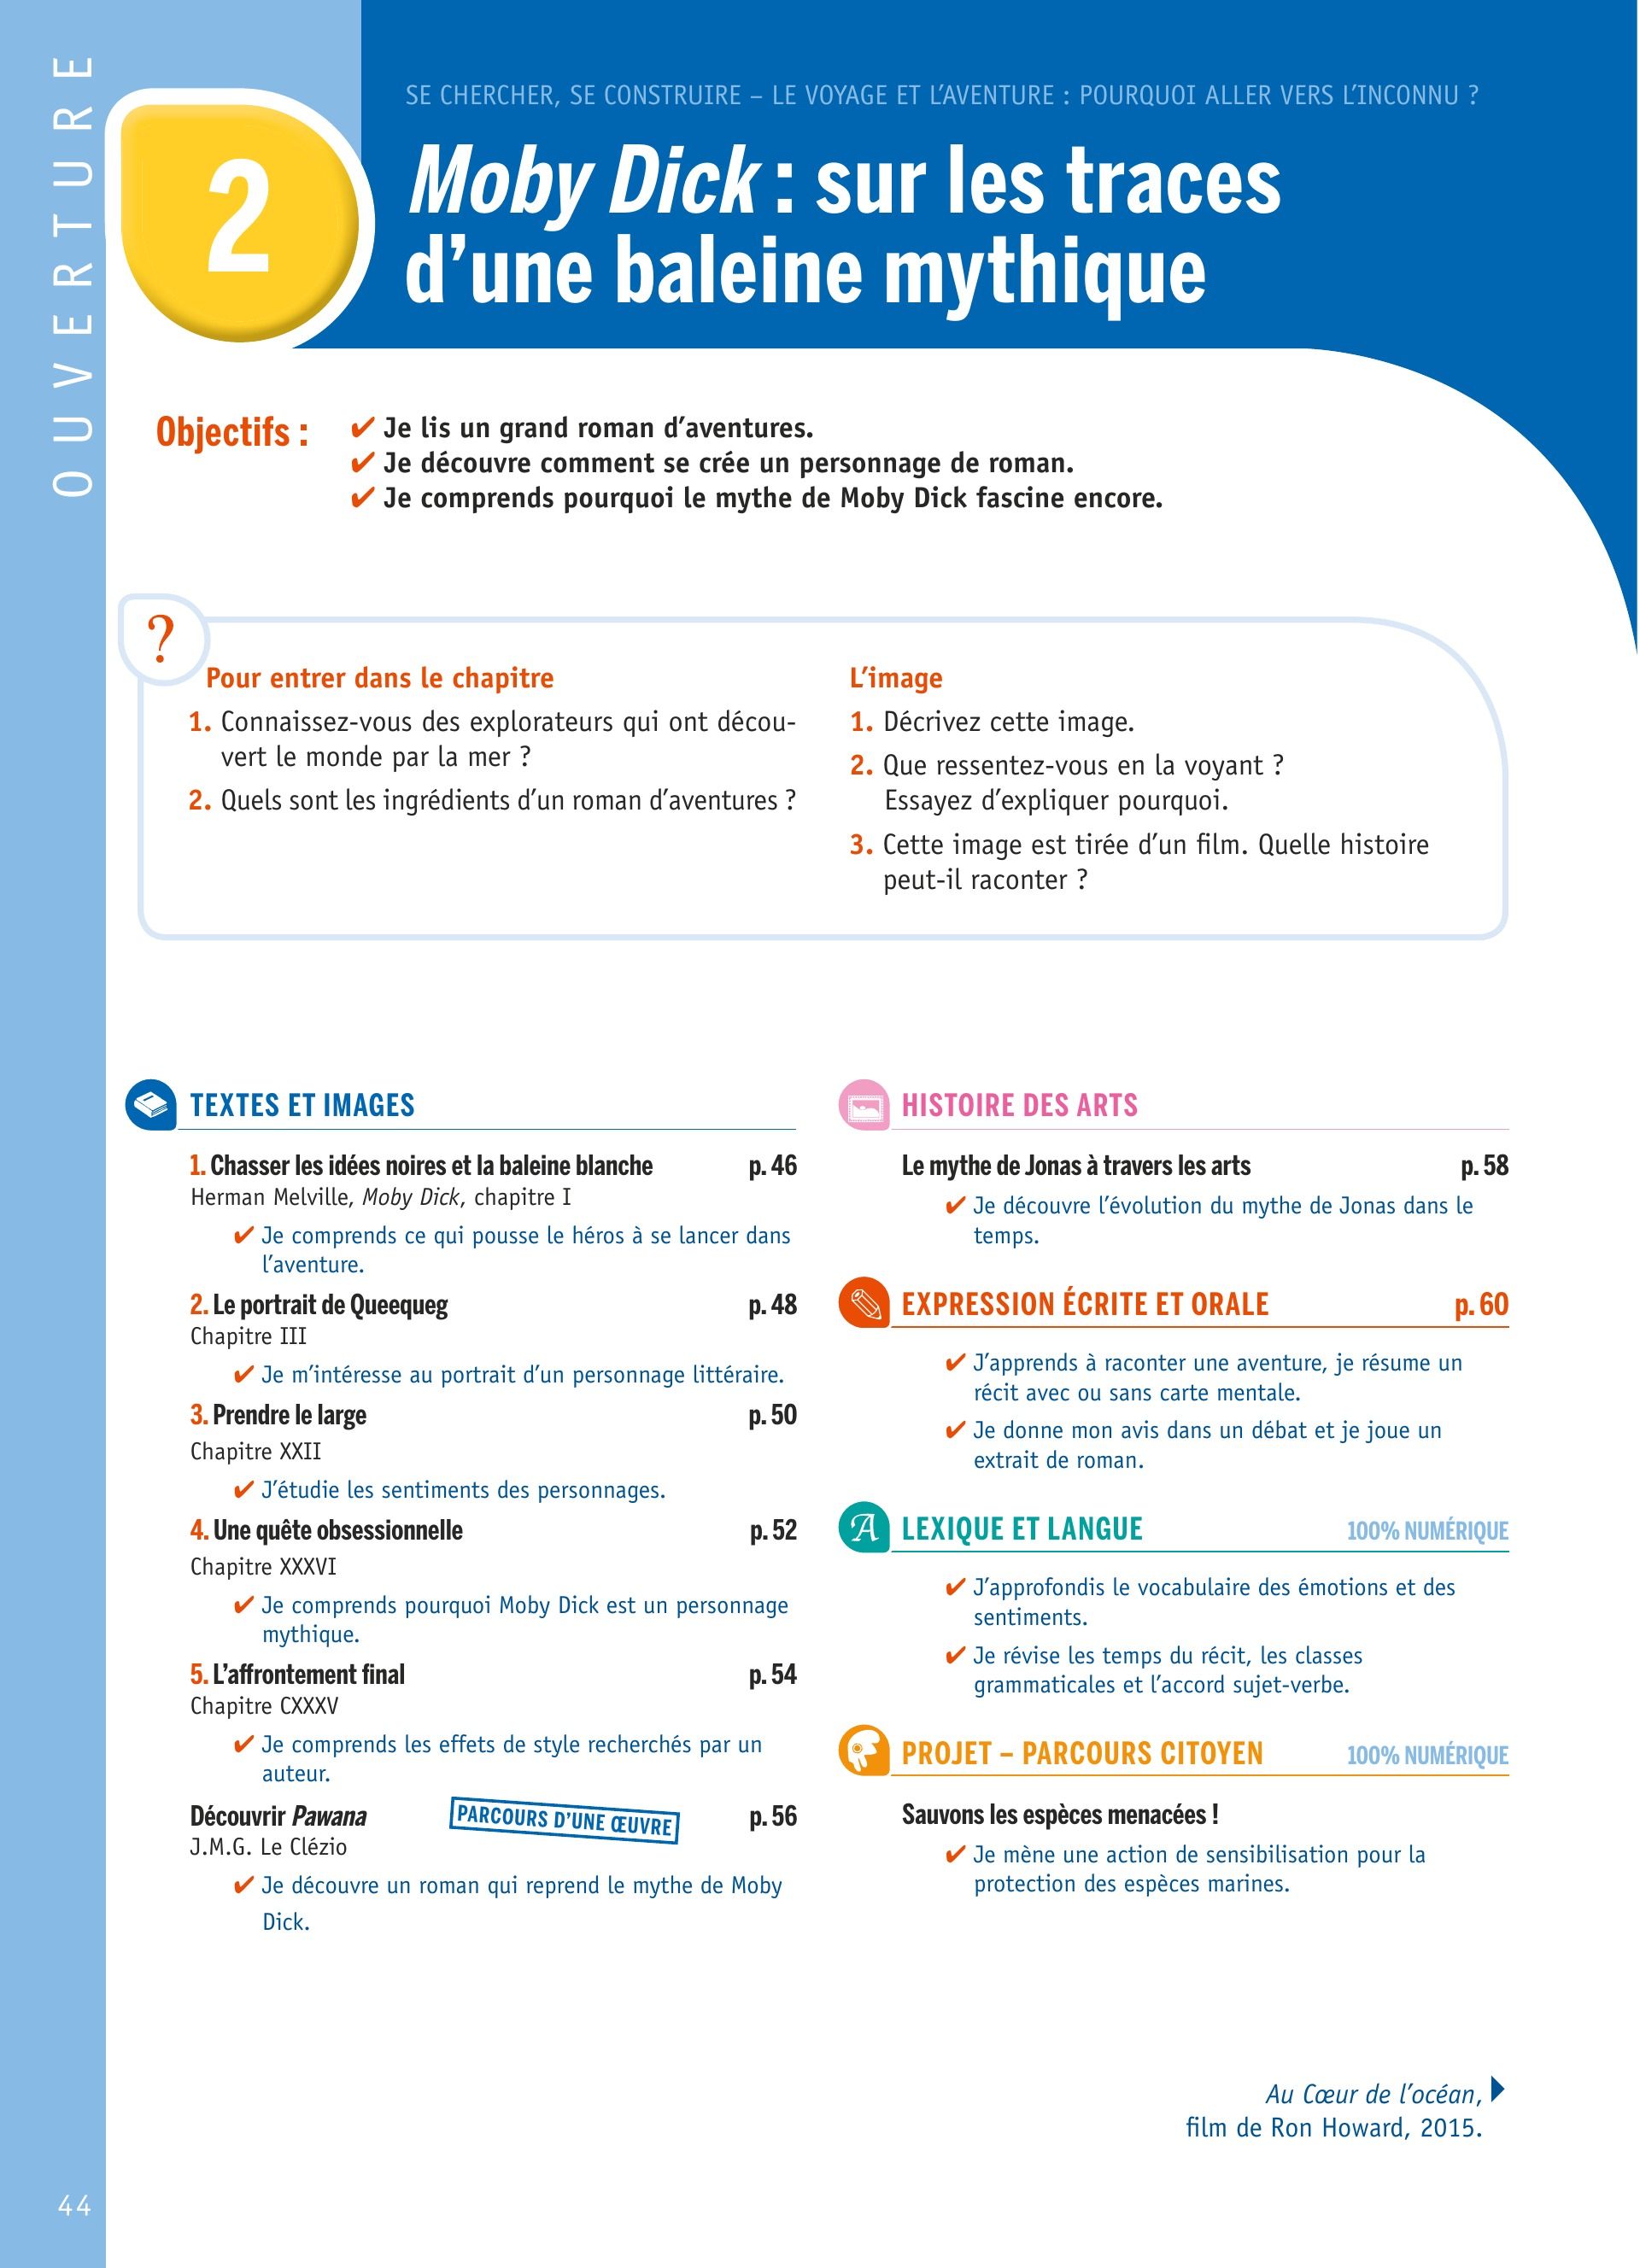 OUVERTURE
2
SE CHERCHER, SE CONSTRUIRE – LE VOYAGE ET L'AVENTURE : POURQUOI ALLER VERS L'INCONNU ?
Moby Dick : sur les traces
d'une baleine mythique
Objectifs :
✔ Je lis un grand roman d'aventures.
✔ Je découvre comment se crée un personnage de roman.
✔ Je comprends pourquoi le mythe de Moby Dick fascine encore.
?
Pour entrer dans le chapitre
1. Connaissez-vous des explorateurs qui ont décou-
vert le monde par la mer ?
2. Quels sont les ingrédients d'un roman d'aventures ?
L'image
1. Décrivez cette image.
2. Que ressentez-vous en la voyant ?
Essayez d'expliquer pourquoi.
3. Cette image est tirée d'un film. Quelle histoire
peut-il raconter ?
TEXTES ET IMAGES
1. Chasser les idées noires et la baleine blanche p. 46
Herman Melville, Moby Dick, chapitre I
✔ Je comprends ce qui pousse le héros à se lancer dans
l'aventure.
2. Le portrait de Queequeg p. 48
Chapitre III
✔ Je m'intéresse au portrait d'un personnage littéraire.
3. Prendre le large p. 50
Chapitre XXII
✔ J'étudie les sentiments des personnages.
4. Une quête obsessionnelle p. 52
Chapitre XXXVI
✔ Je comprends pourquoi Moby Dick est un personnage
mythique.
5. L'affrontement final p. 54
Chapitre CXXXV
✔ Je comprends les effets de style recherchés par un
auteur.
Découvrir Pawana PARCOURS D'UNE ŒUVRE p. 56
J.M.G. Le Clézio
✔ Je découvre un roman qui reprend le mythe de Moby
Dick.
HISTOIRE DES ARTS
Le mythe de Jonas à travers les arts p. 58
✔ Je découvre l'évolution du mythe de Jonas dans le
temps.
EXPRESSION ÉCRITE ET ORALE p. 60
✔ J'apprends à raconter une aventure, je résume un
récit avec ou sans carte mentale.
✔ Je donne mon avis dans un débat et je joue un
extrait de roman.
A LEXIQUE ET LANGUE 100% NUMÉRIQUE
✔ J'approfondis le vocabulaire des émotions et des
sentiments.
✔ Je révise les temps du récit, les classes
grammaticales et l'accord sujet-verbe.
PROJET – PARCOURS CITOYEN 100% NUMÉRIQUE
Sauvons les espèces menacées !
✔ Je mène une action de sensibilisation pour la
protection des espèces marines.
Au Cœur de l'océan,
film de Ron Howard, 2015.
44